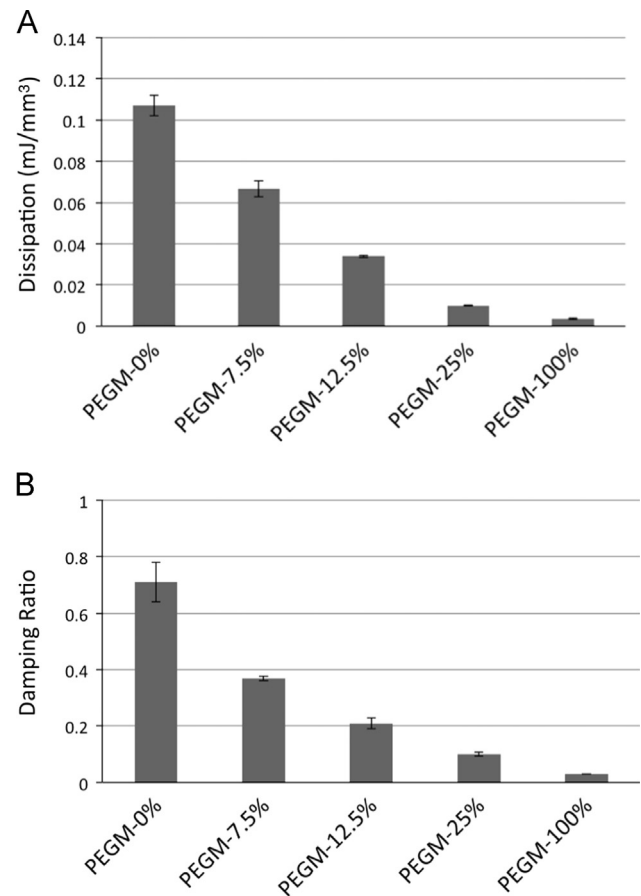 A
Dissipation (mJ/mm³)
0.14
0.12
0.1
0.08
0.06
0.04
0.02
0
PEGM-0%
PEGM-7.5%
PEGM-12.5%
PEGM-25%
PEGM-100%
B
Damping Ratio
1
0.8
0.6
0.4
0.2
0
PEGM-0%
PEGM-7.5%
PEGM-12.5%
PEGM-25%
PEGM-100%